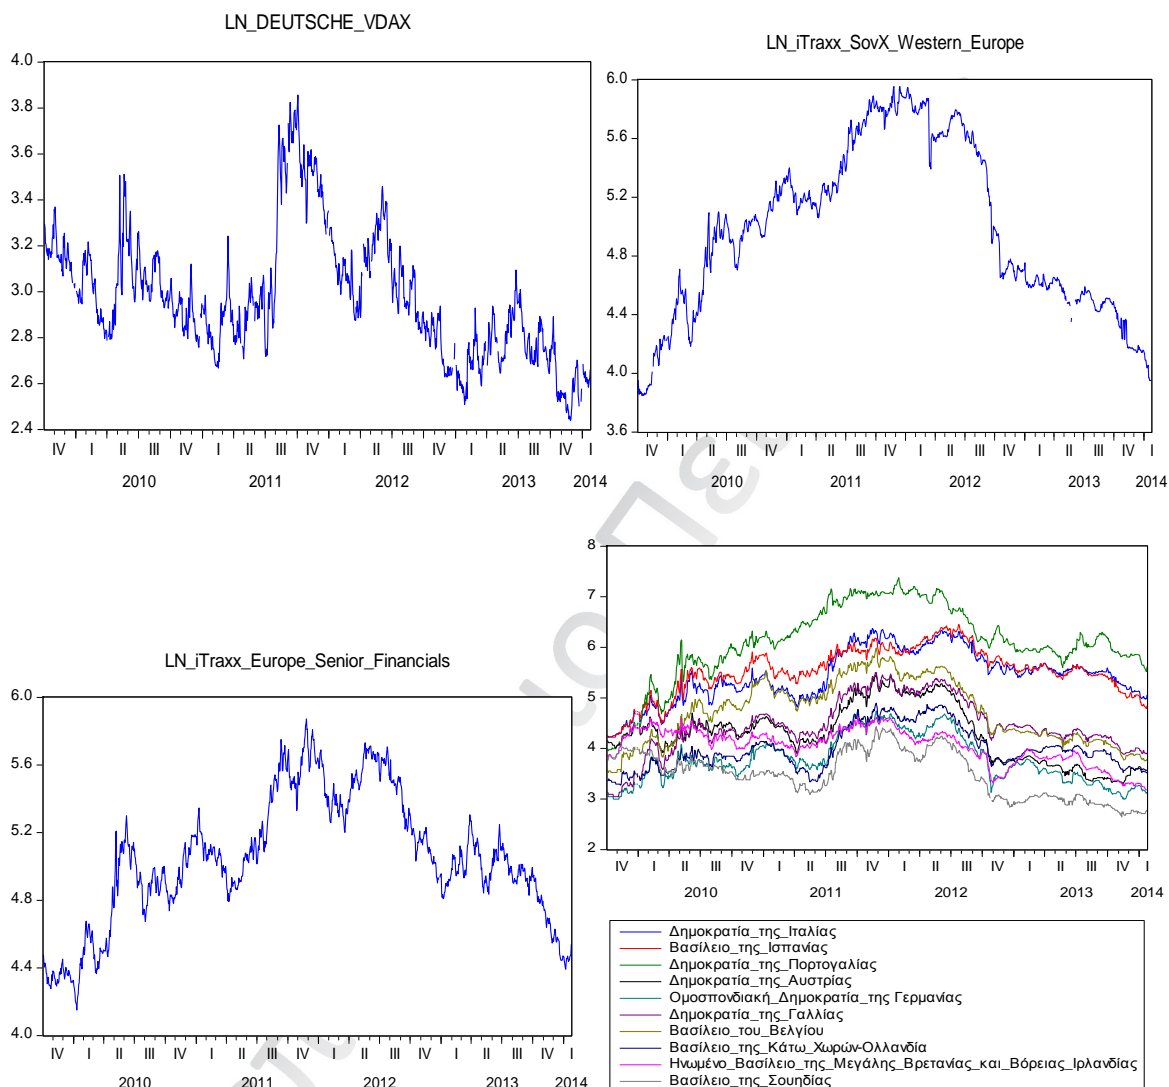 LN_DEUTSCHE_VDAX
4.0
3.8
3.6
3.4
3.2
3.0
2.8
2.6
2.4
IV I II III IV I II III IV I II III IV I II III IV I
2010 2011 2012 2013 2014
LN_iTraxx_SovX_Western_Europe
6.0
5.6
5.2
4.8
4.4
4.0
3.6
IV I II III IV I II III IV I II III IV I II III IV I
2010 2011 2012 2013 2014
LN_iTraxx_Europe_Senior_Financials
6.0
5.6
5.2
4.8
4.4
4.0
IV I II III IV I II III IV I II III IV I II III IV I
2010 2011 2012 2013 2014
8
7
6
5
4
3
2
IV I II III IV I II III IV I II III IV I II III IV I
2010 2011 2012 2013 2014
Δημοκρατία_της_Ιταλίας
Βασίλειο_της_Ισπανίας
Δημοκρατία_της_Πορτογαλίας
Δημοκρατία_της_Αυστρίας
Ομοσπονδιακή_Δημοκρατία_της Γερμανίας
Δημοκρατία_της_Γαλλίας
Βασίλειο_του_Βελγίου
Βασίλειο_της_Κάτω_Χωρών-Ολλανδία
Ηνωμένο_Βασίλειο_της_Μεγάλης_Βρετανίας_και_Βόρειας_Ιρλανδίας
Βασίλειο_της_Σουηδίας